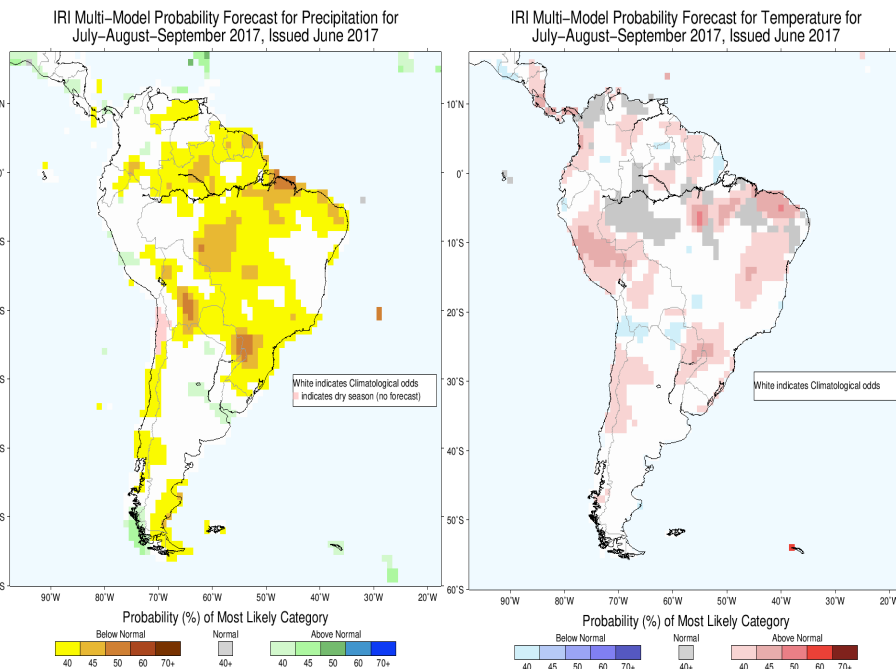 IRI Multi−Model Probability Forecast for Precipitation for
July−August−September 2017, Issued June 2017
N
0°
S
S
S
S
S
S
90°W 80°W 70°W 60°W 50°W 40°W 30°W 20°W
White indicates Climatological odds
indicates dry season (no forecast)
Probability (%) of Most Likely Category
Below Normal Normal Above Normal
40 45 50 60 70+ 40+ 40 45 50 60 70+
IRI Multi−Model Probability Forecast for Temperature for
July−August−September 2017, Issued June 2017
10°N
0°
10°S
20°S
30°S
40°S
50°S
60°S
90°W 80°W 70°W 60°W 50°W 40°W 30°W 20°W
White indicates Climatological odds
Probability (%) of Most Likely Category
Below Normal Normal Above Normal
40 45 50 60 70+ 40+ 40 45 50 60 70+